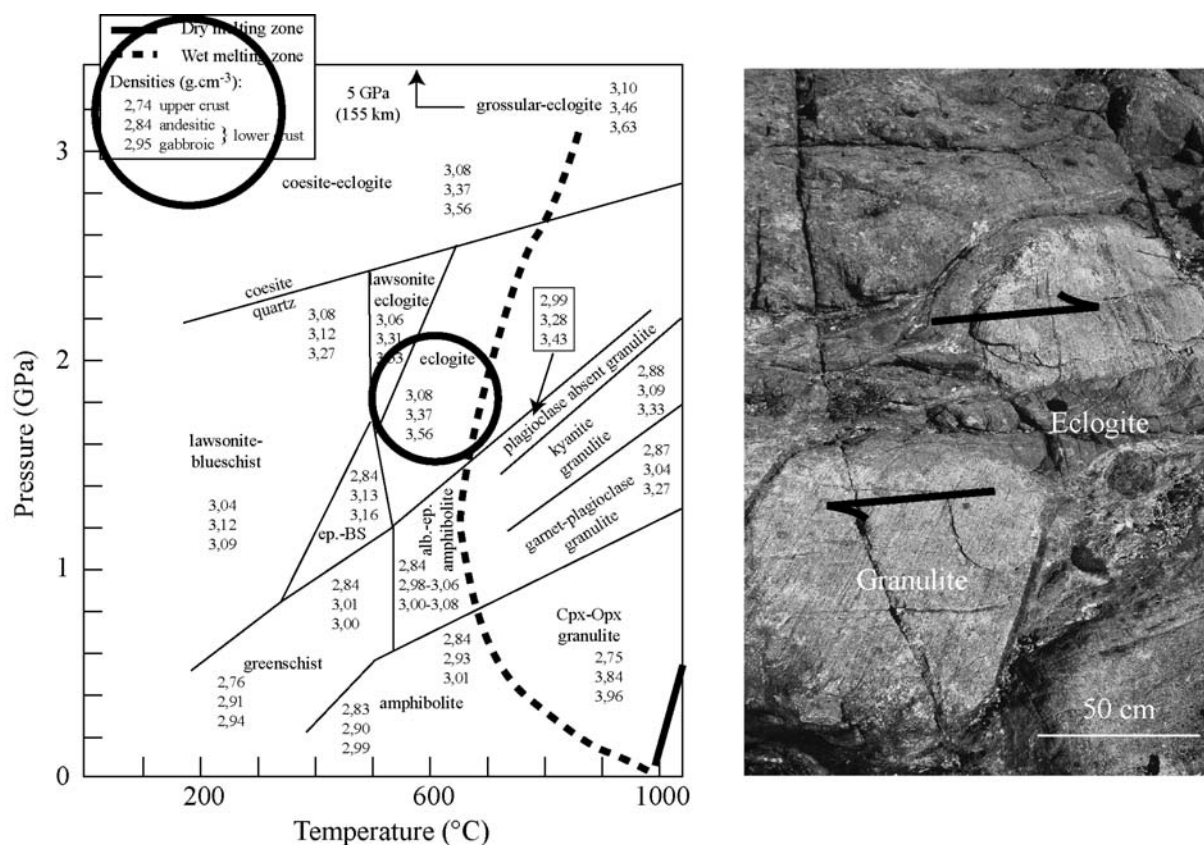 Dry melting zone
Wet melting zone
Densities (g.cm-3):
2,74 upper crust
2,84 andesitic
2,95 gabbroic
} lower crust
5 GPa
(155 km)
grossular-eclogite
3,10
3,46
3,63
coesite-eclogite
3,08
3,37
3,56
coesite
quartz
3,08
3,12
3,27
lawsonite
eclogite
3,06
3,31
3,53
eclogite
3,08
3,37
3,56
2,99
3,28
3,43
plagioclase absent granulite
2,88
3,09
3,33
kyanite
granulite
2,87
3,04
3,27
garnet-plagioclase
granulite
lawsonite-
blueschist
3,04
3,12
3,09
2,84
3,13
3,16
ep.-BS
alb.-ep.
amphibolite
2,84
2,98-3,06
3,00-3,08
2,84
3,01
3,00
greenschist
2,76
2,91
2,94
2,84
2,93
3,01
amphibolite
2,83
2,90
2,99
Cpx-Opx
granulite
2,75
3,84
3,96
3
2
1
0
Pressure (GPa)
200
600
1000
Temperature (°C)
Eclogite
Granulite
50 cm